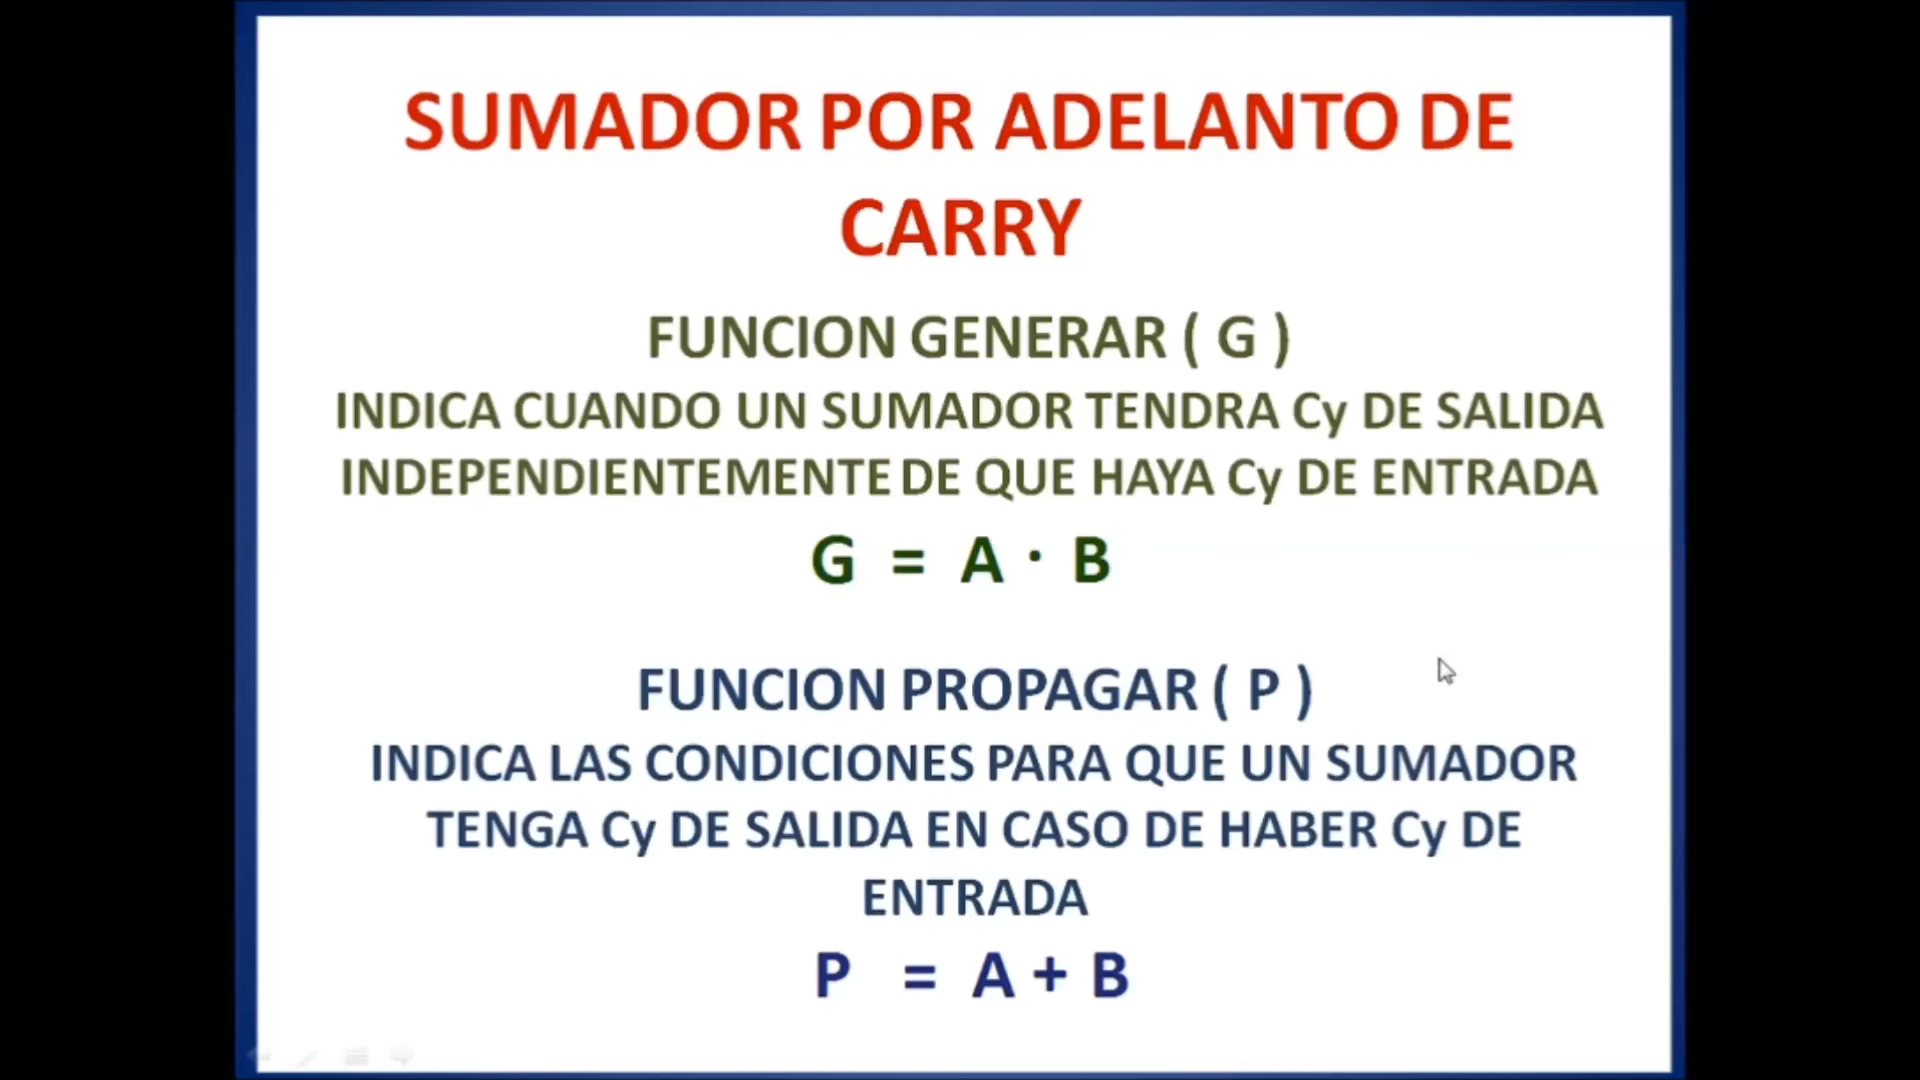 SUMADOR POR ADELANTO DE
CARRY
FUNCION GENERAR ( G )
INDICA CUANDO UN SUMADOR TENDRA Cy DE SALIDA
INDEPENDIENTEMENTE DE QUE HAYA Cy DE ENTRADA
G = A · B
FUNCION PROPAGAR ( P )
INDICA LAS CONDICIONES PARA QUE UN SUMADOR
TENGA Cy DE SALIDA EN CASO DE HABER Cy DE
ENTRADA
P = A + B